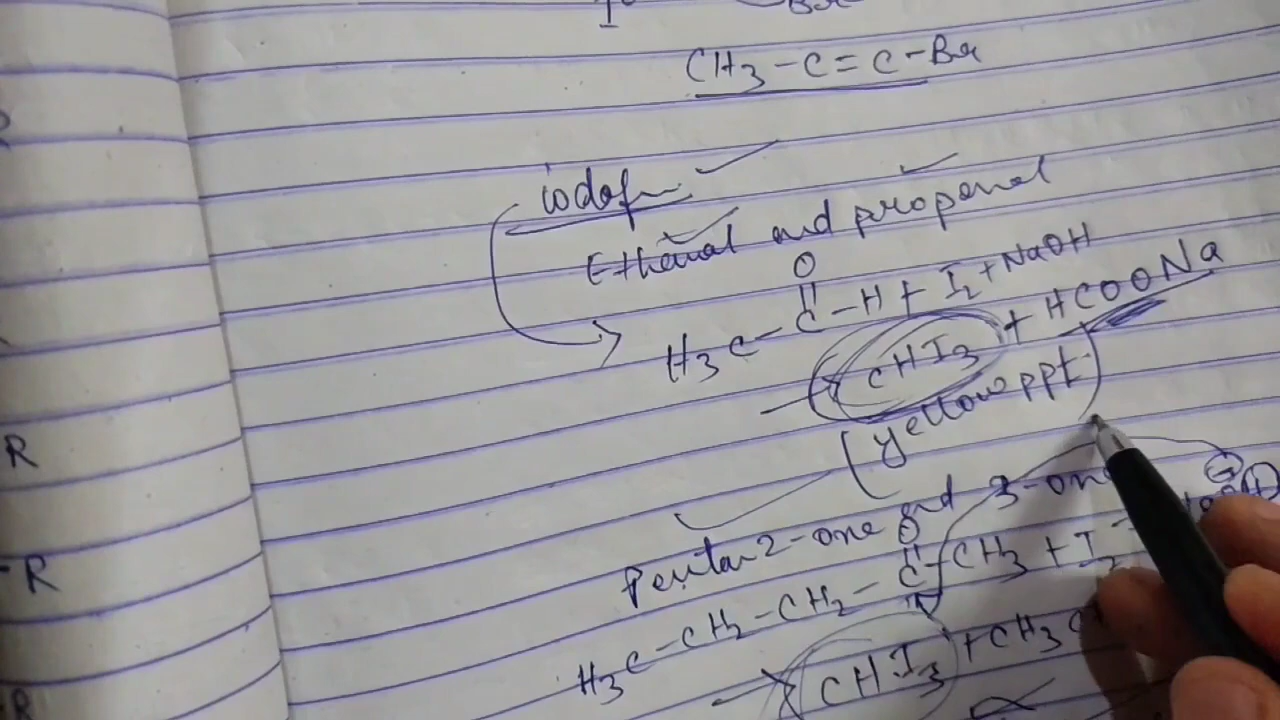 CH3-C=C-Br
R
iodof
Ethanal and propanal
O
H3C-C-H + I2 + NaOH
CHI3 + HCOONa
(yellow ppt)
R
Pentan 2-one and 3-one
O
R
H3C-CH2-CH2-C-CH3 + I2
CHI3 + CH3
R